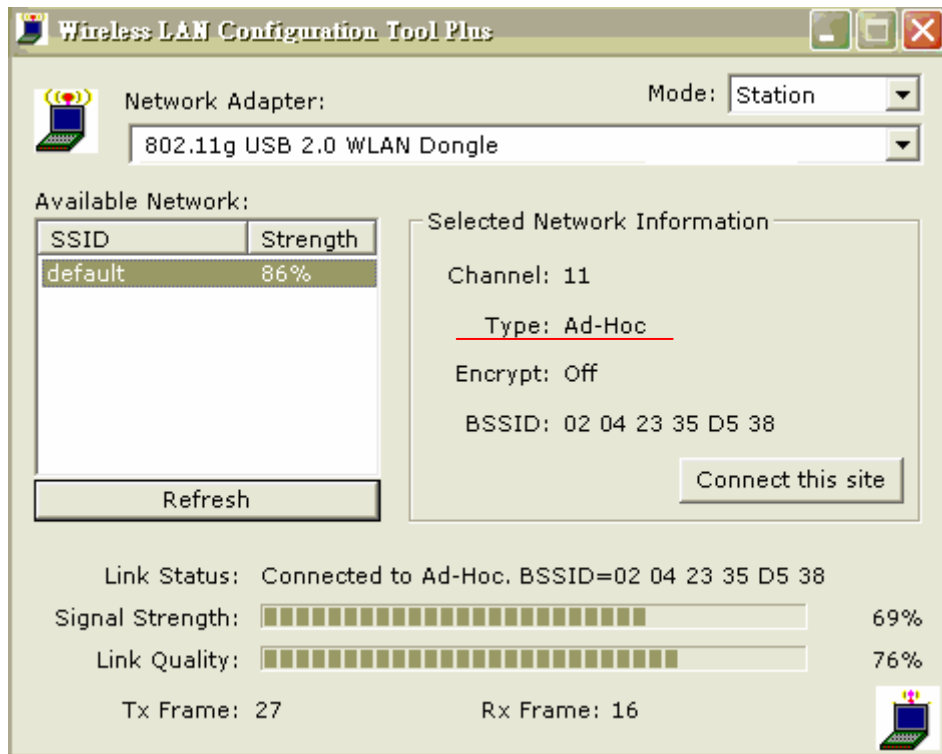 Wireless LAN Configuration Tool Plus
Network Adapter:
Mode: Station
802.11g USB 2.0 WLAN Dongle
Available Network:
SSID Strength
default 86%
Refresh
Selected Network Information
Channel: 11
Type: Ad-Hoc
Encrypt: Off
BSSID: 02 04 23 35 D5 38
Connect this site
Link Status: Connected to Ad-Hoc. BSSID=02 04 23 35 D5 38
Signal Strength: 69%
Link Quality: 76%
Tx Frame: 27 Rx Frame: 16